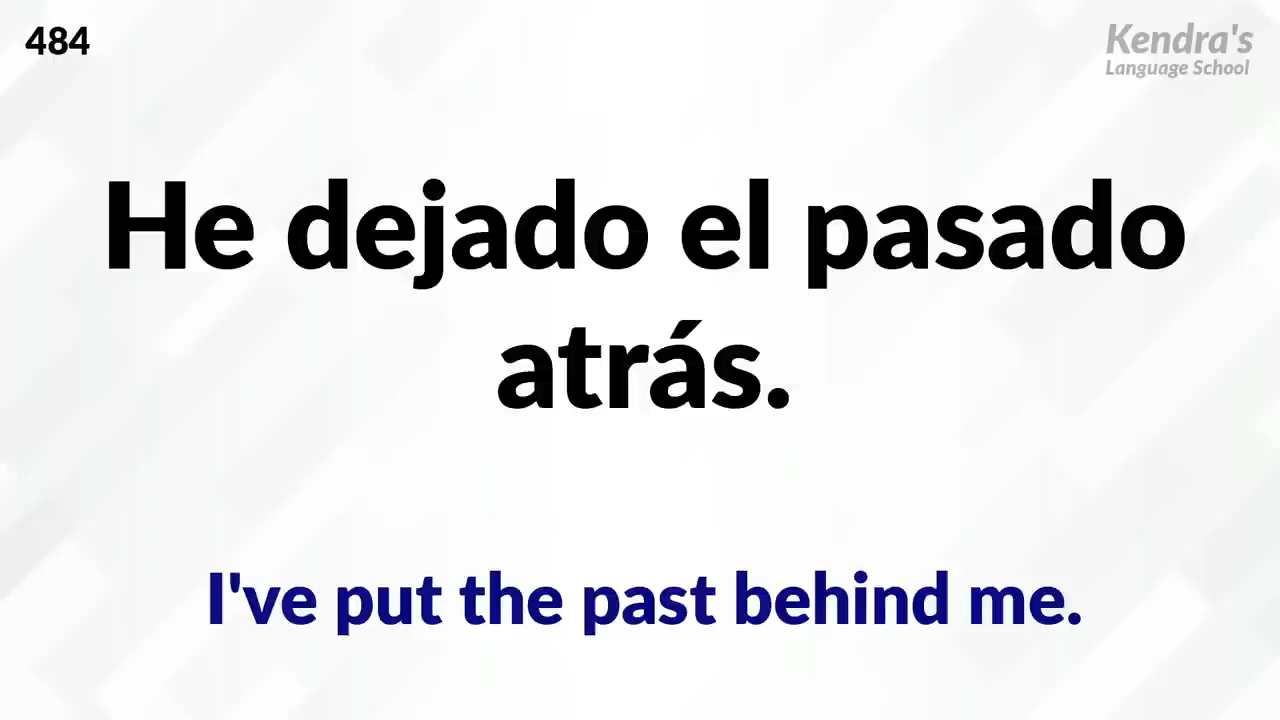 484
Kendra's
Language School
He dejado el pasado
atrás.
I've put the past behind me.